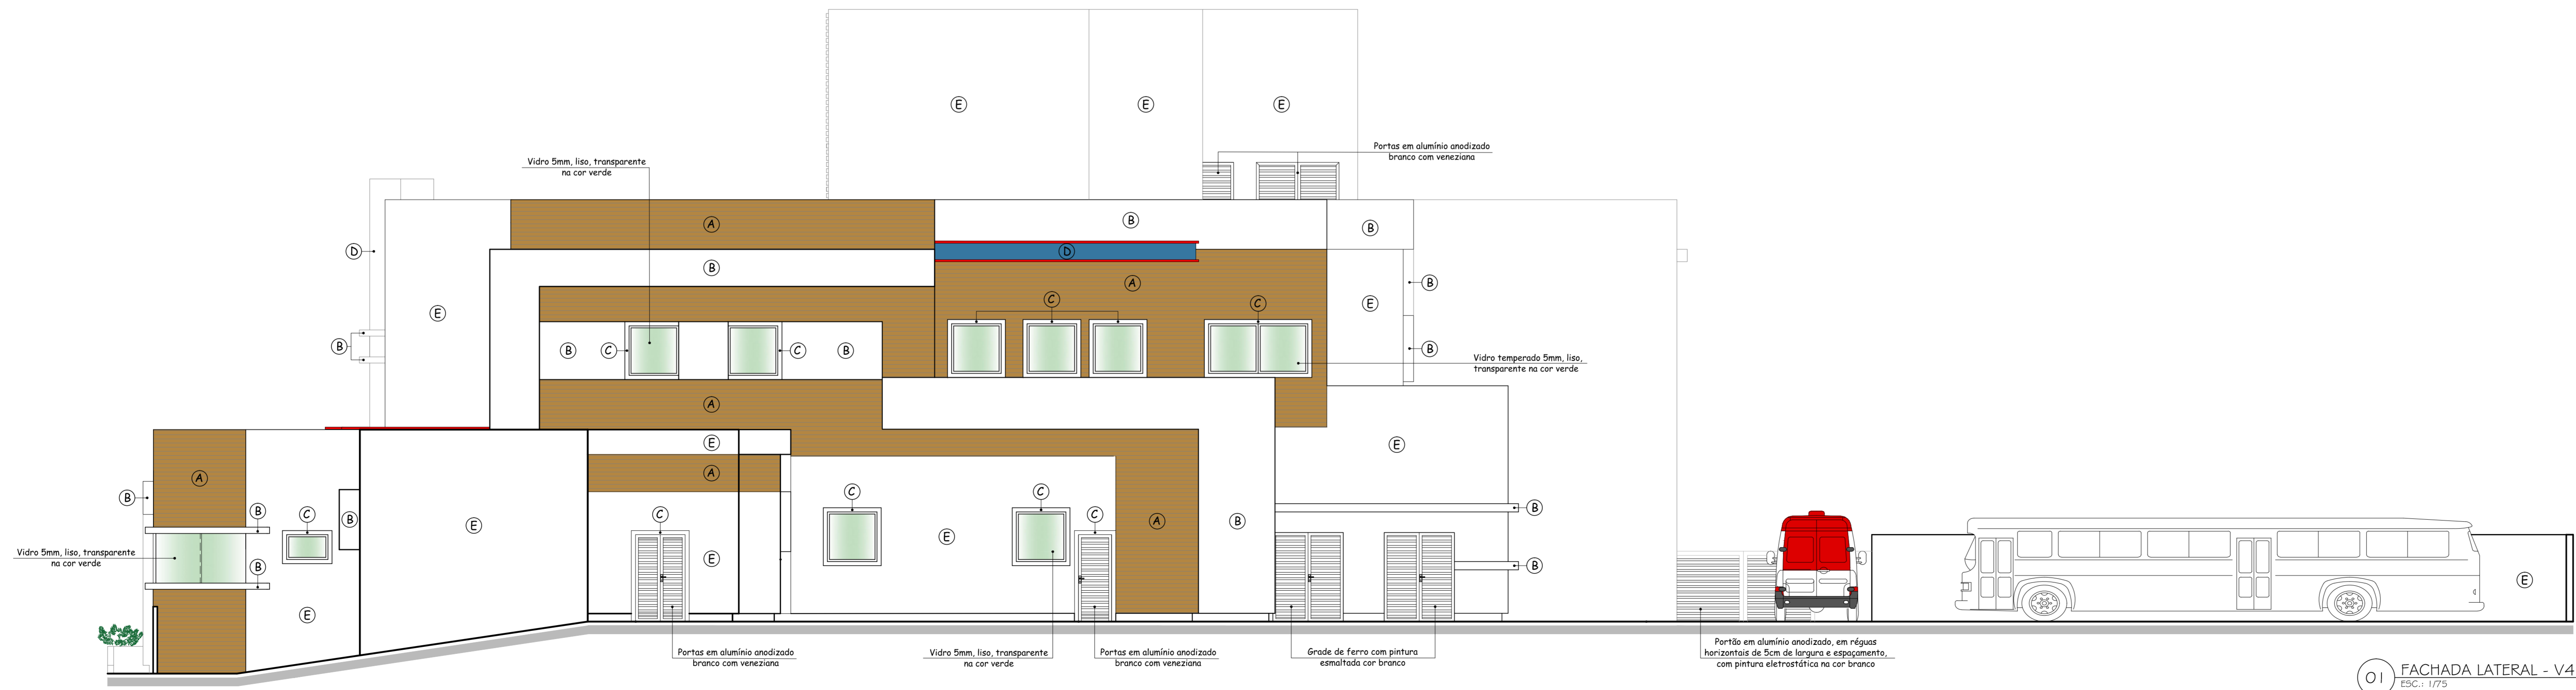 E
E
E
Portas em alumínio anodizado
branco com veneziana
Vidro 5mm, liso, transparente
na cor verde
A
B
B
D
D
B
A
B
E
C
C
E
B
B
B
C
C
B
B
Vidro temperado 5mm, liso,
transparente na cor verde
A
E
E
A
A
B
C
C
C
B
C
B
B
E
E
A
B
B
E
Vidro 5mm, liso, transparente
na cor verde
B
E
B
E
E
Portas em alumínio anodizado
branco com veneziana
Vidro 5mm, liso, transparente
na cor verde
Portas em alumínio anodizado
branco com veneziana
Grade de ferro com pintura
esmaltada cor branco
Portão em alumínio anodizado, em réguas
horizontais de 5cm de largura e espaçamento,
com pintura eletrostática na cor branco
01 FACHADA LATERAL - V4
ESC.: 1/75